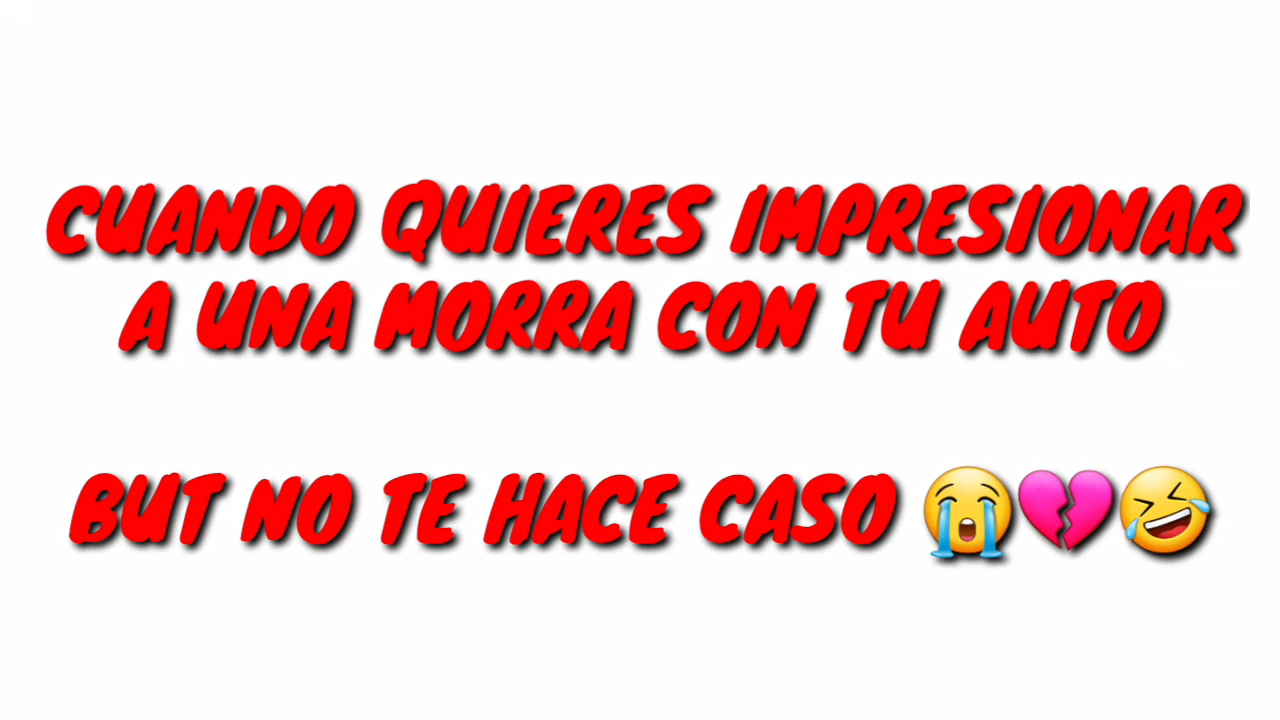 CUANDO QUIERES IMPRESIONAR
A UNA MORRA CON TU AUTO
BUT NO TE HACE CASO 😭💔🤣